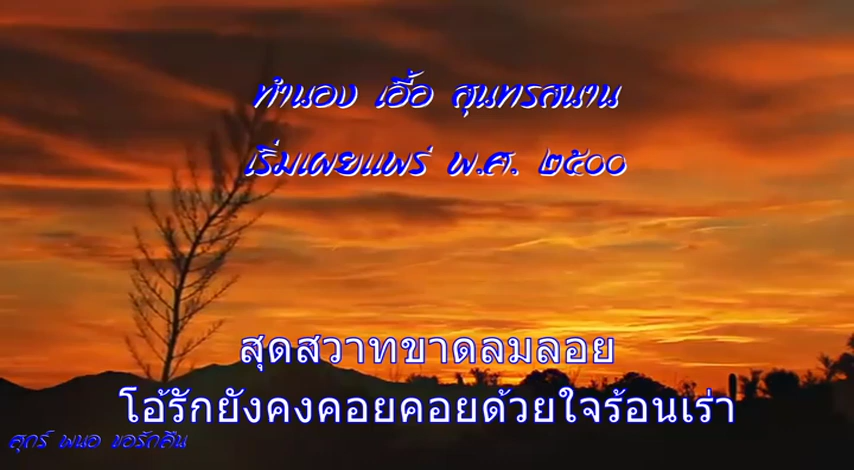 ทำนอง เอื้อ สุนทรสนาน
เริ่มเผยแพร่ พ.ศ. ๒๕๐๐
สุดสวาทขาดลมลอย
โอ้รักยังคงคอยคอยด้วยใจร้อนเร่า
สุกร์ พนอ ขอรักคืน